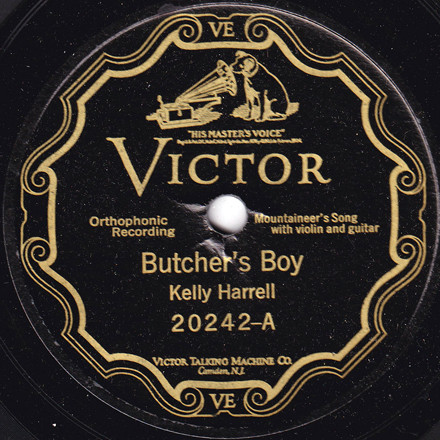 VE
"HIS MASTER'S VOICE"
VICTOR
Orthophonic
Recording
Mountaineer's Song
with violin and guitar
Butcher's Boy
Kelly Harrell
20242-A
VICTOR TALKING MACHINE CO.
Camden, N.J.
VE